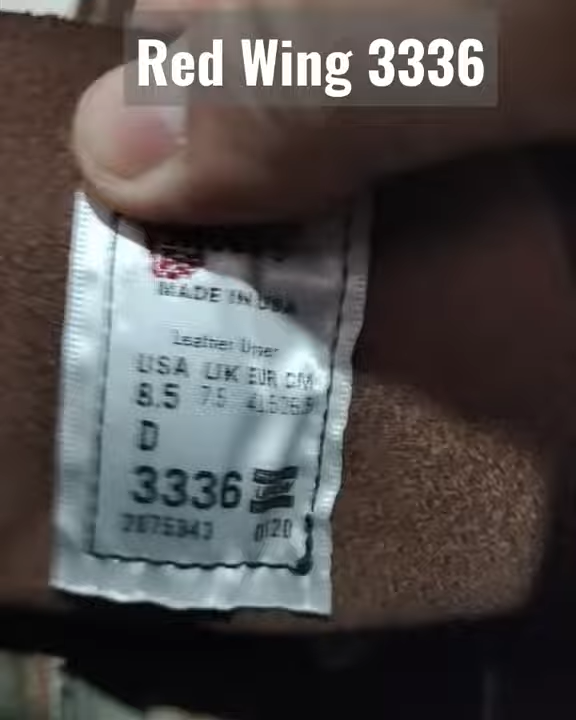 Red Wing 3336
MADE IN USA
Leather Upper
USA UK EUR CM
8.5 7.5
D
3336
0120